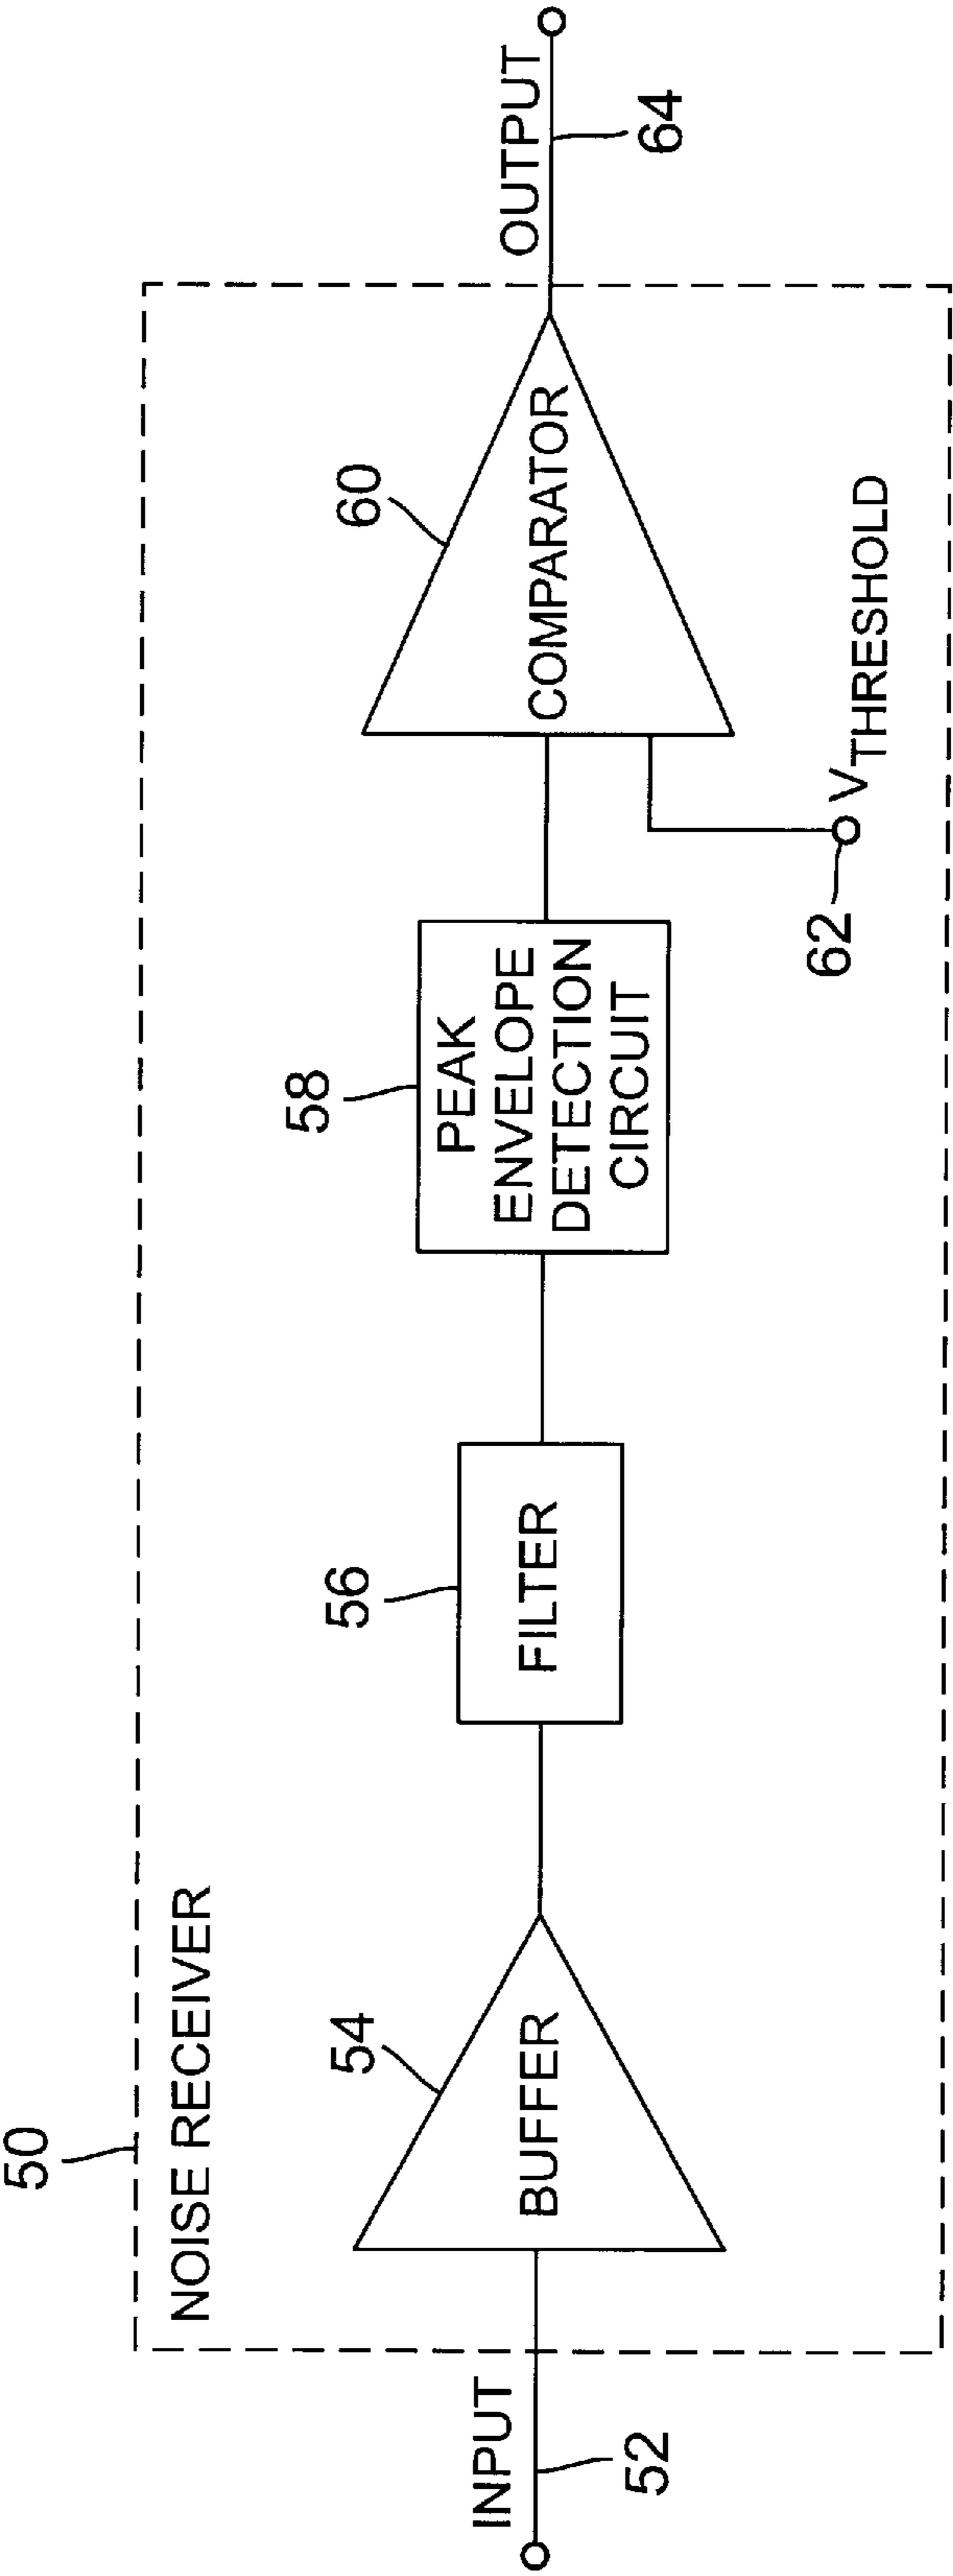 50
NOISE RECEIVER
INPUT
52
54
BUFFER
56
FILTER
58
PEAK
ENVELOPE
DETECTION
CIRCUIT
60
COMPARATOR
62
VTHRESHOLD
OUTPUT
64